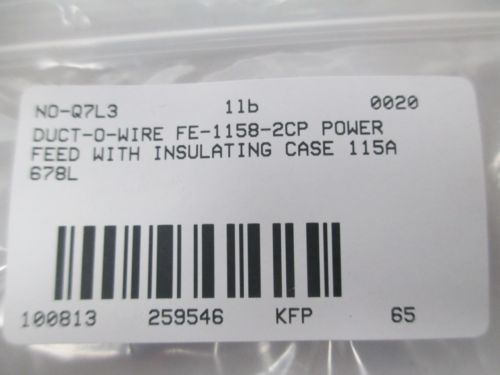 NO-Q7L3 1lb 0020
DUCT-O-WIRE FE-1158-2CP POWER
FEED WITH INSULATING CASE 115A
678L
100813 259546 KFP 65